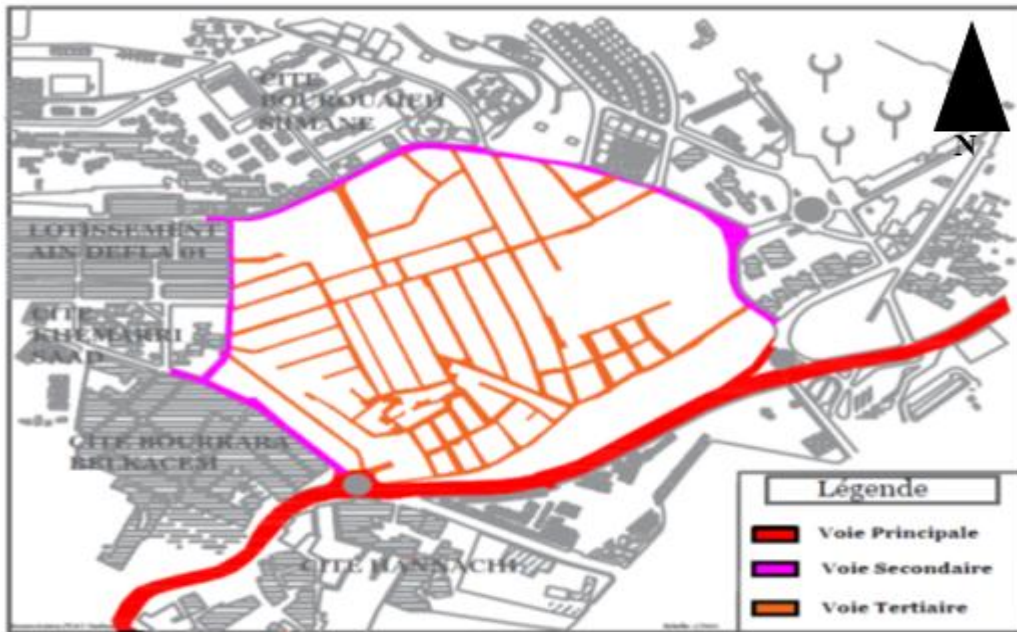 CITE
BOUROUAIEH
SLIMANE
N
LOTISSEMENT
AIN DEFLA 01
CITE
KHEMARRI
SAAD
CITE BOURKARA
BELKACEM
CITE HANNACHI
Légende
Voie Principale
Voie Secondaire
Voie Tertiaire